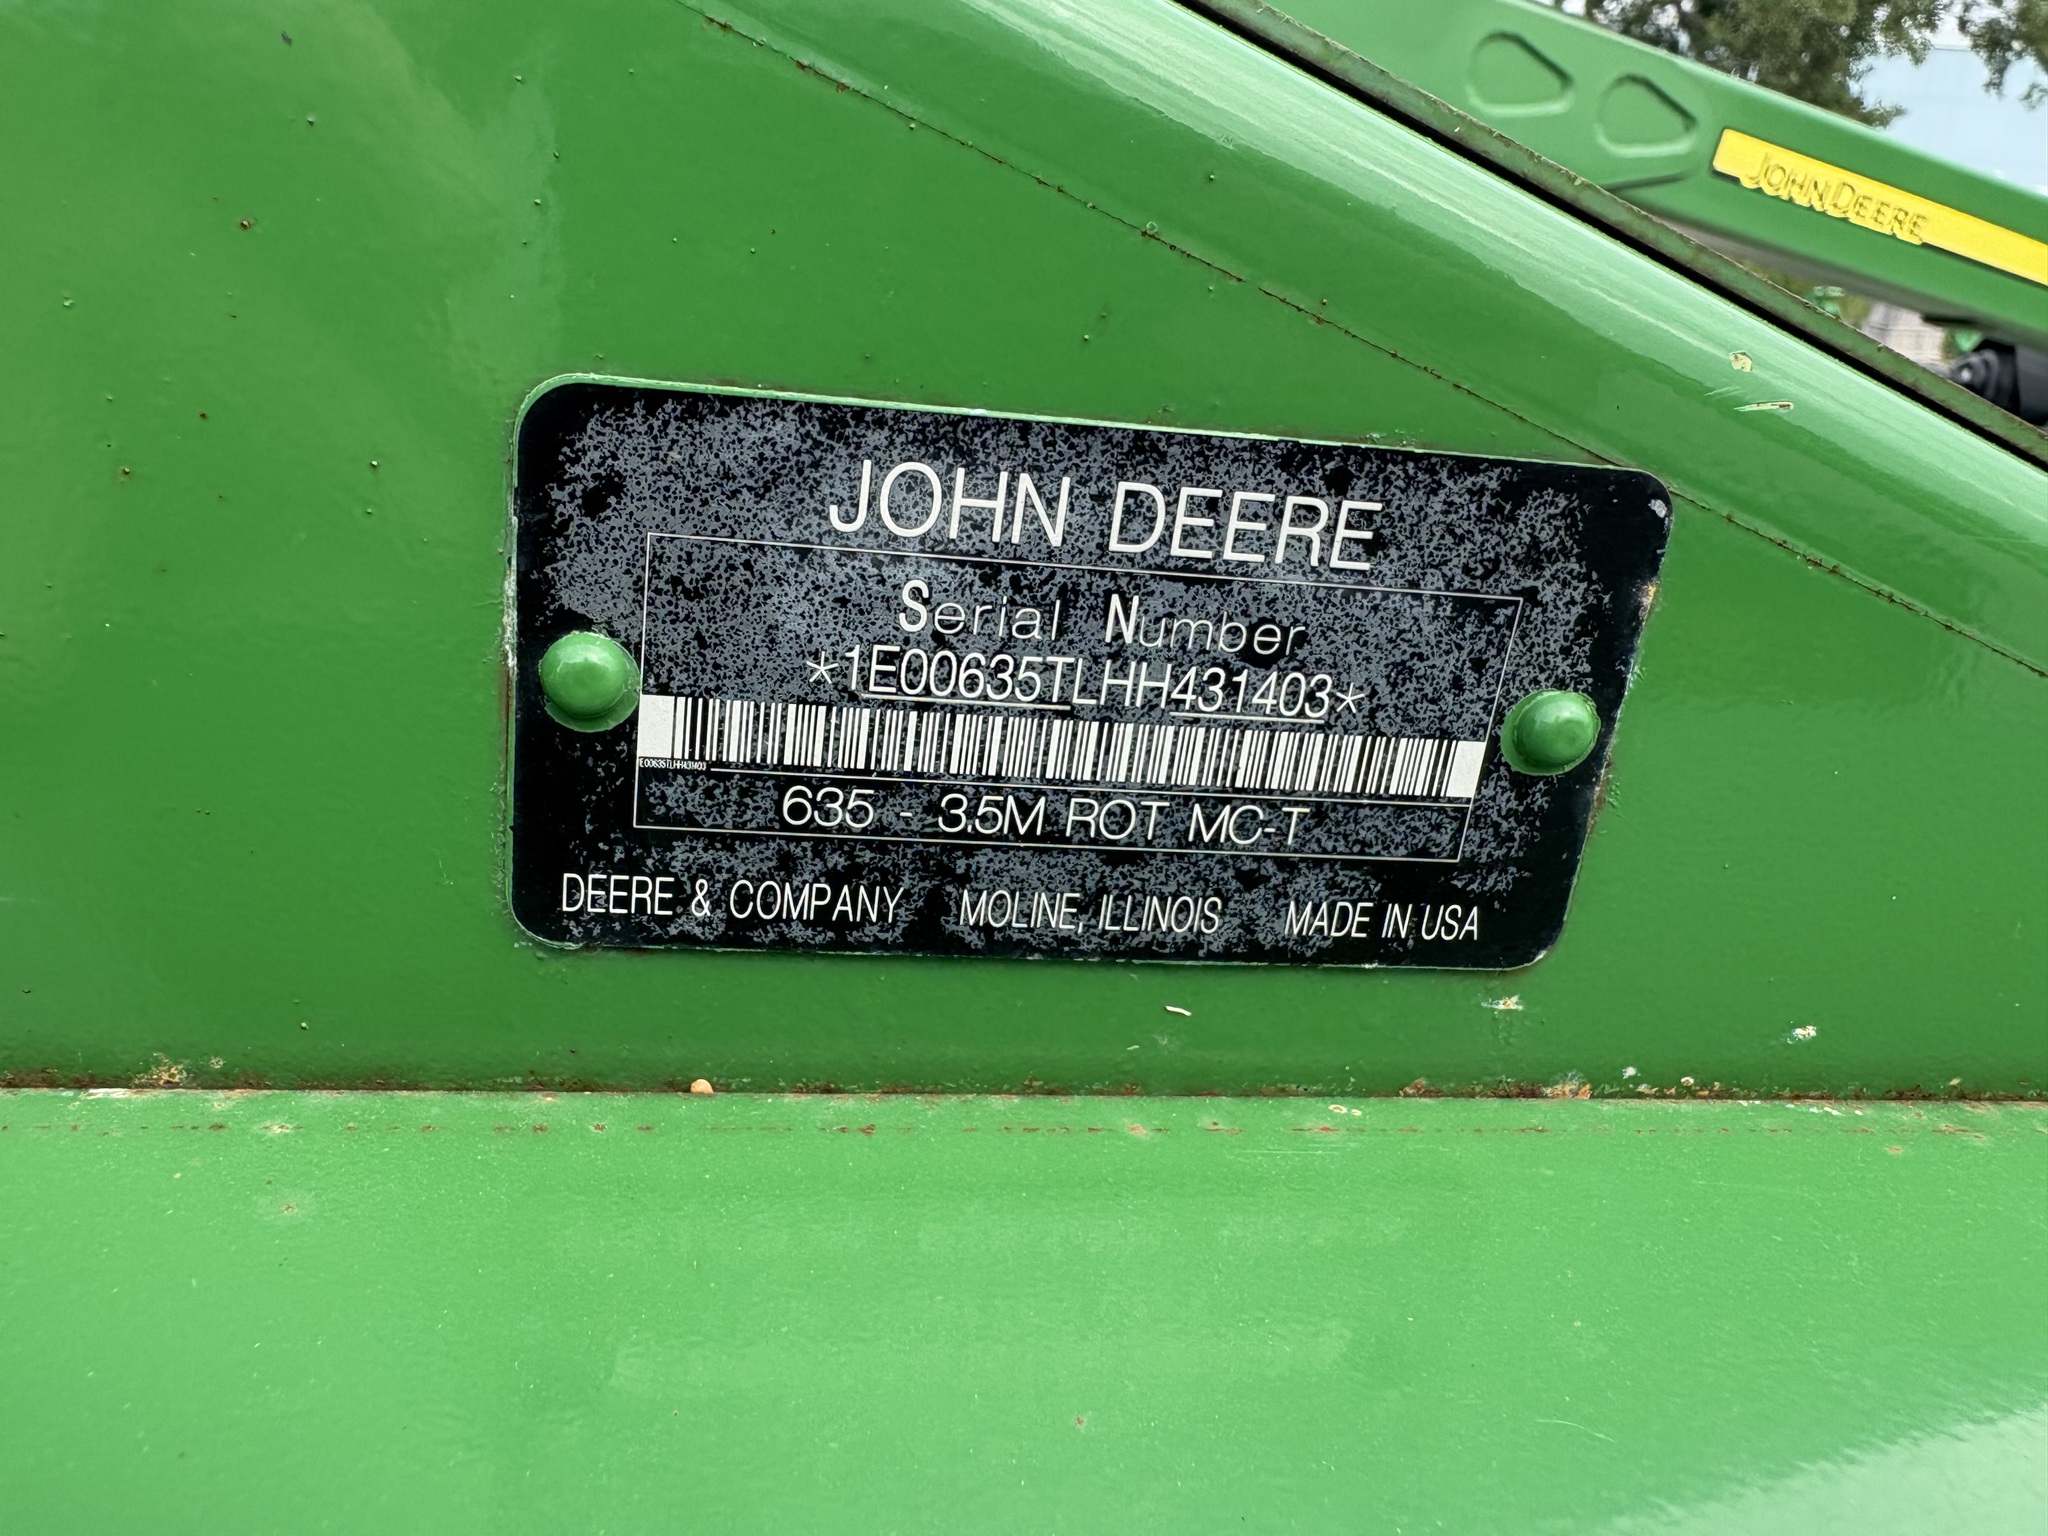 JOHN DEERE
JOHN DEERE
Serial Number
*1E00635TLHH431403*
1E00635TLHH431403
635 - 3.5M ROT MC-T
DEERE & COMPANY MOLINE, ILLINOIS MADE IN USA